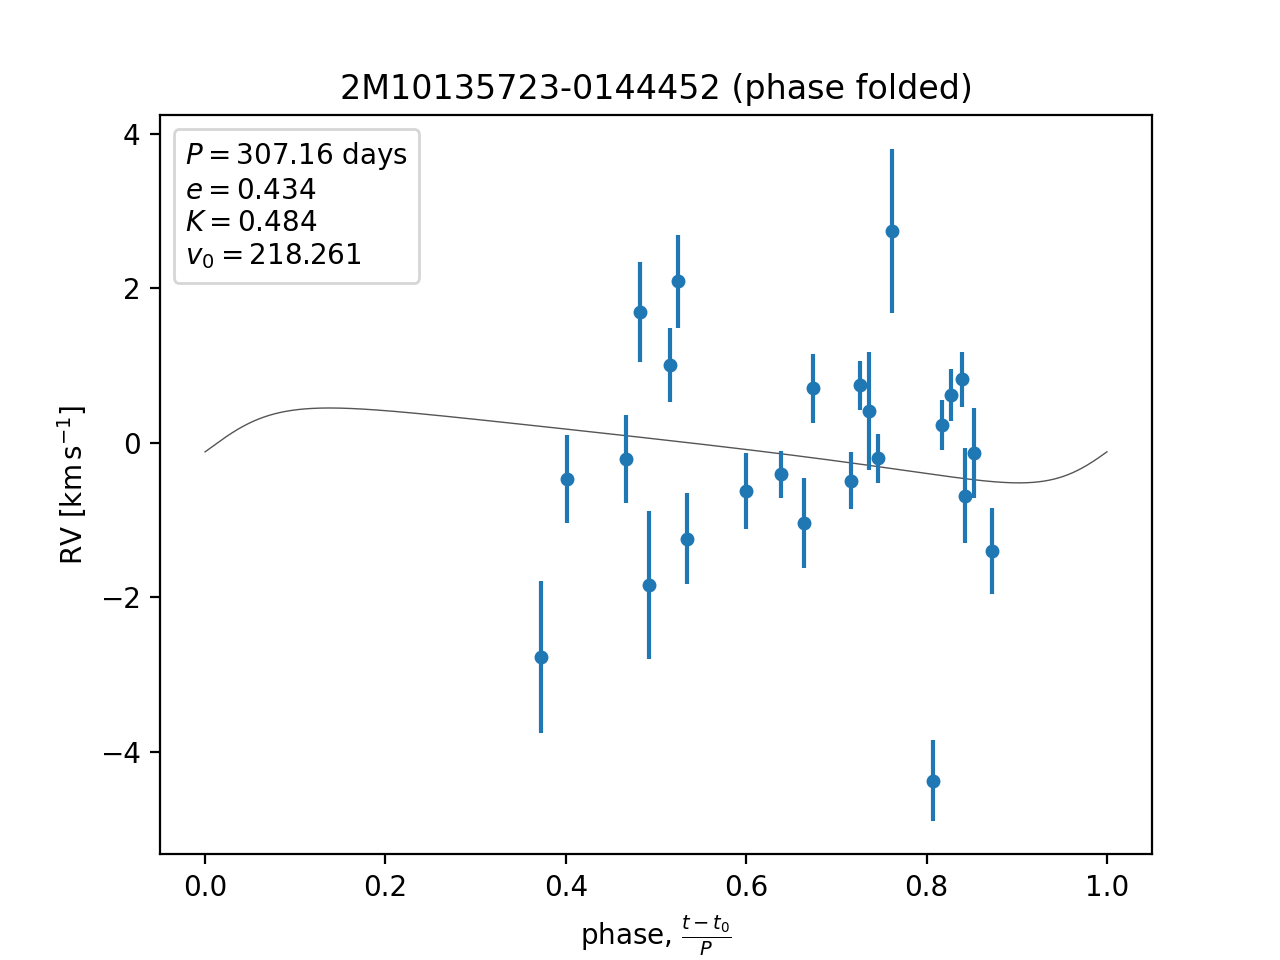 2M10135723-0144452 (phase folded)
P = 307.16 days
e = 0.434
K = 0.484
v₀ = 218.261
4
2
0
−2
−4
RV [km s⁻¹]
0.0 0.2 0.4 0.6 0.8 1.0
phase, (t − t₀)/P